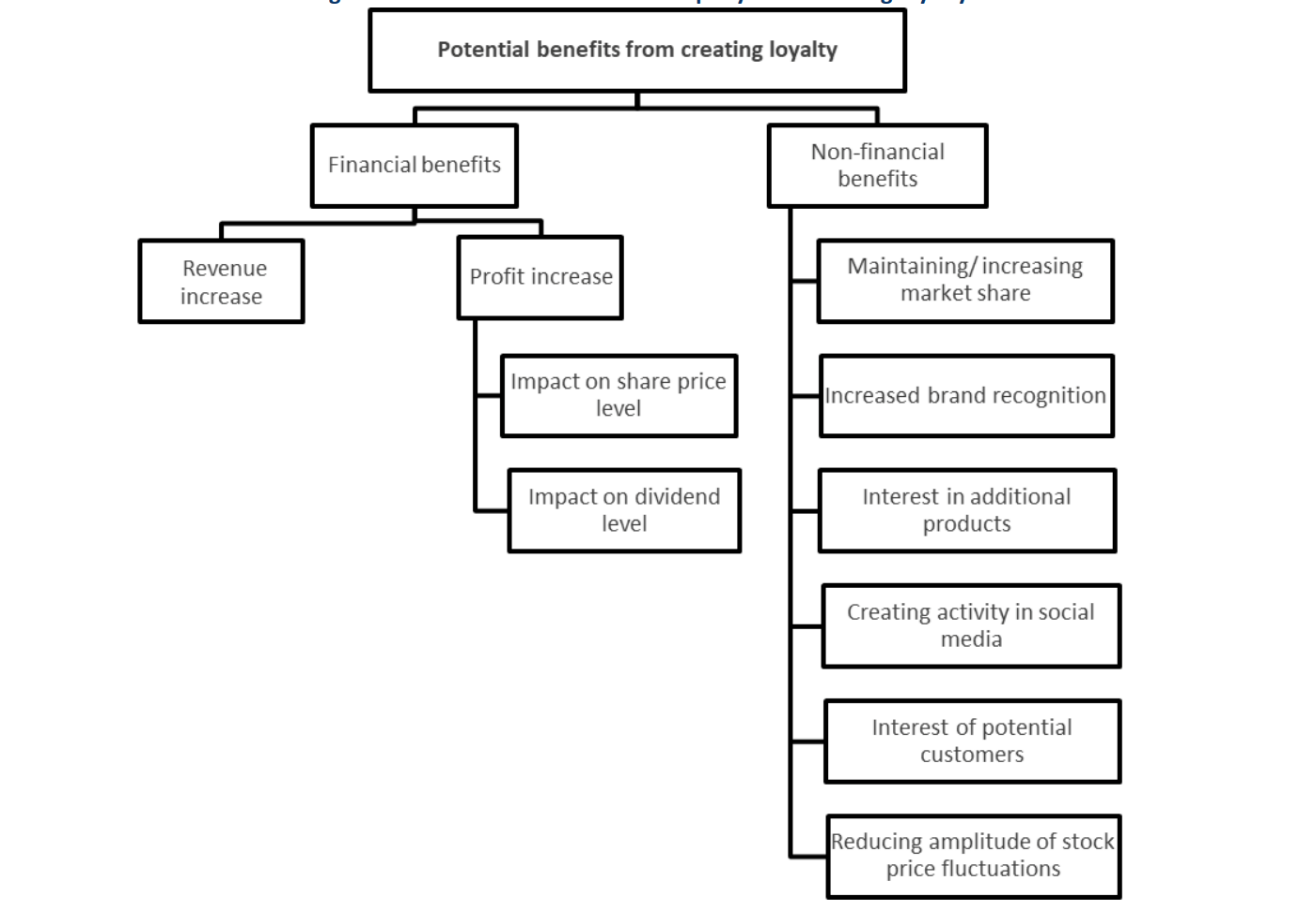 Potential benefits from creating loyalty
Financial benefits
Non-financial
benefits
Revenue
increase
Profit increase
Impact on share price
level
Impact on dividend
level
Maintaining/ increasing
market share
Increased brand recognition
Interest in additional
products
Creating activity in social
media
Interest of potential
customers
Reducing amplitude of stock
price fluctuations